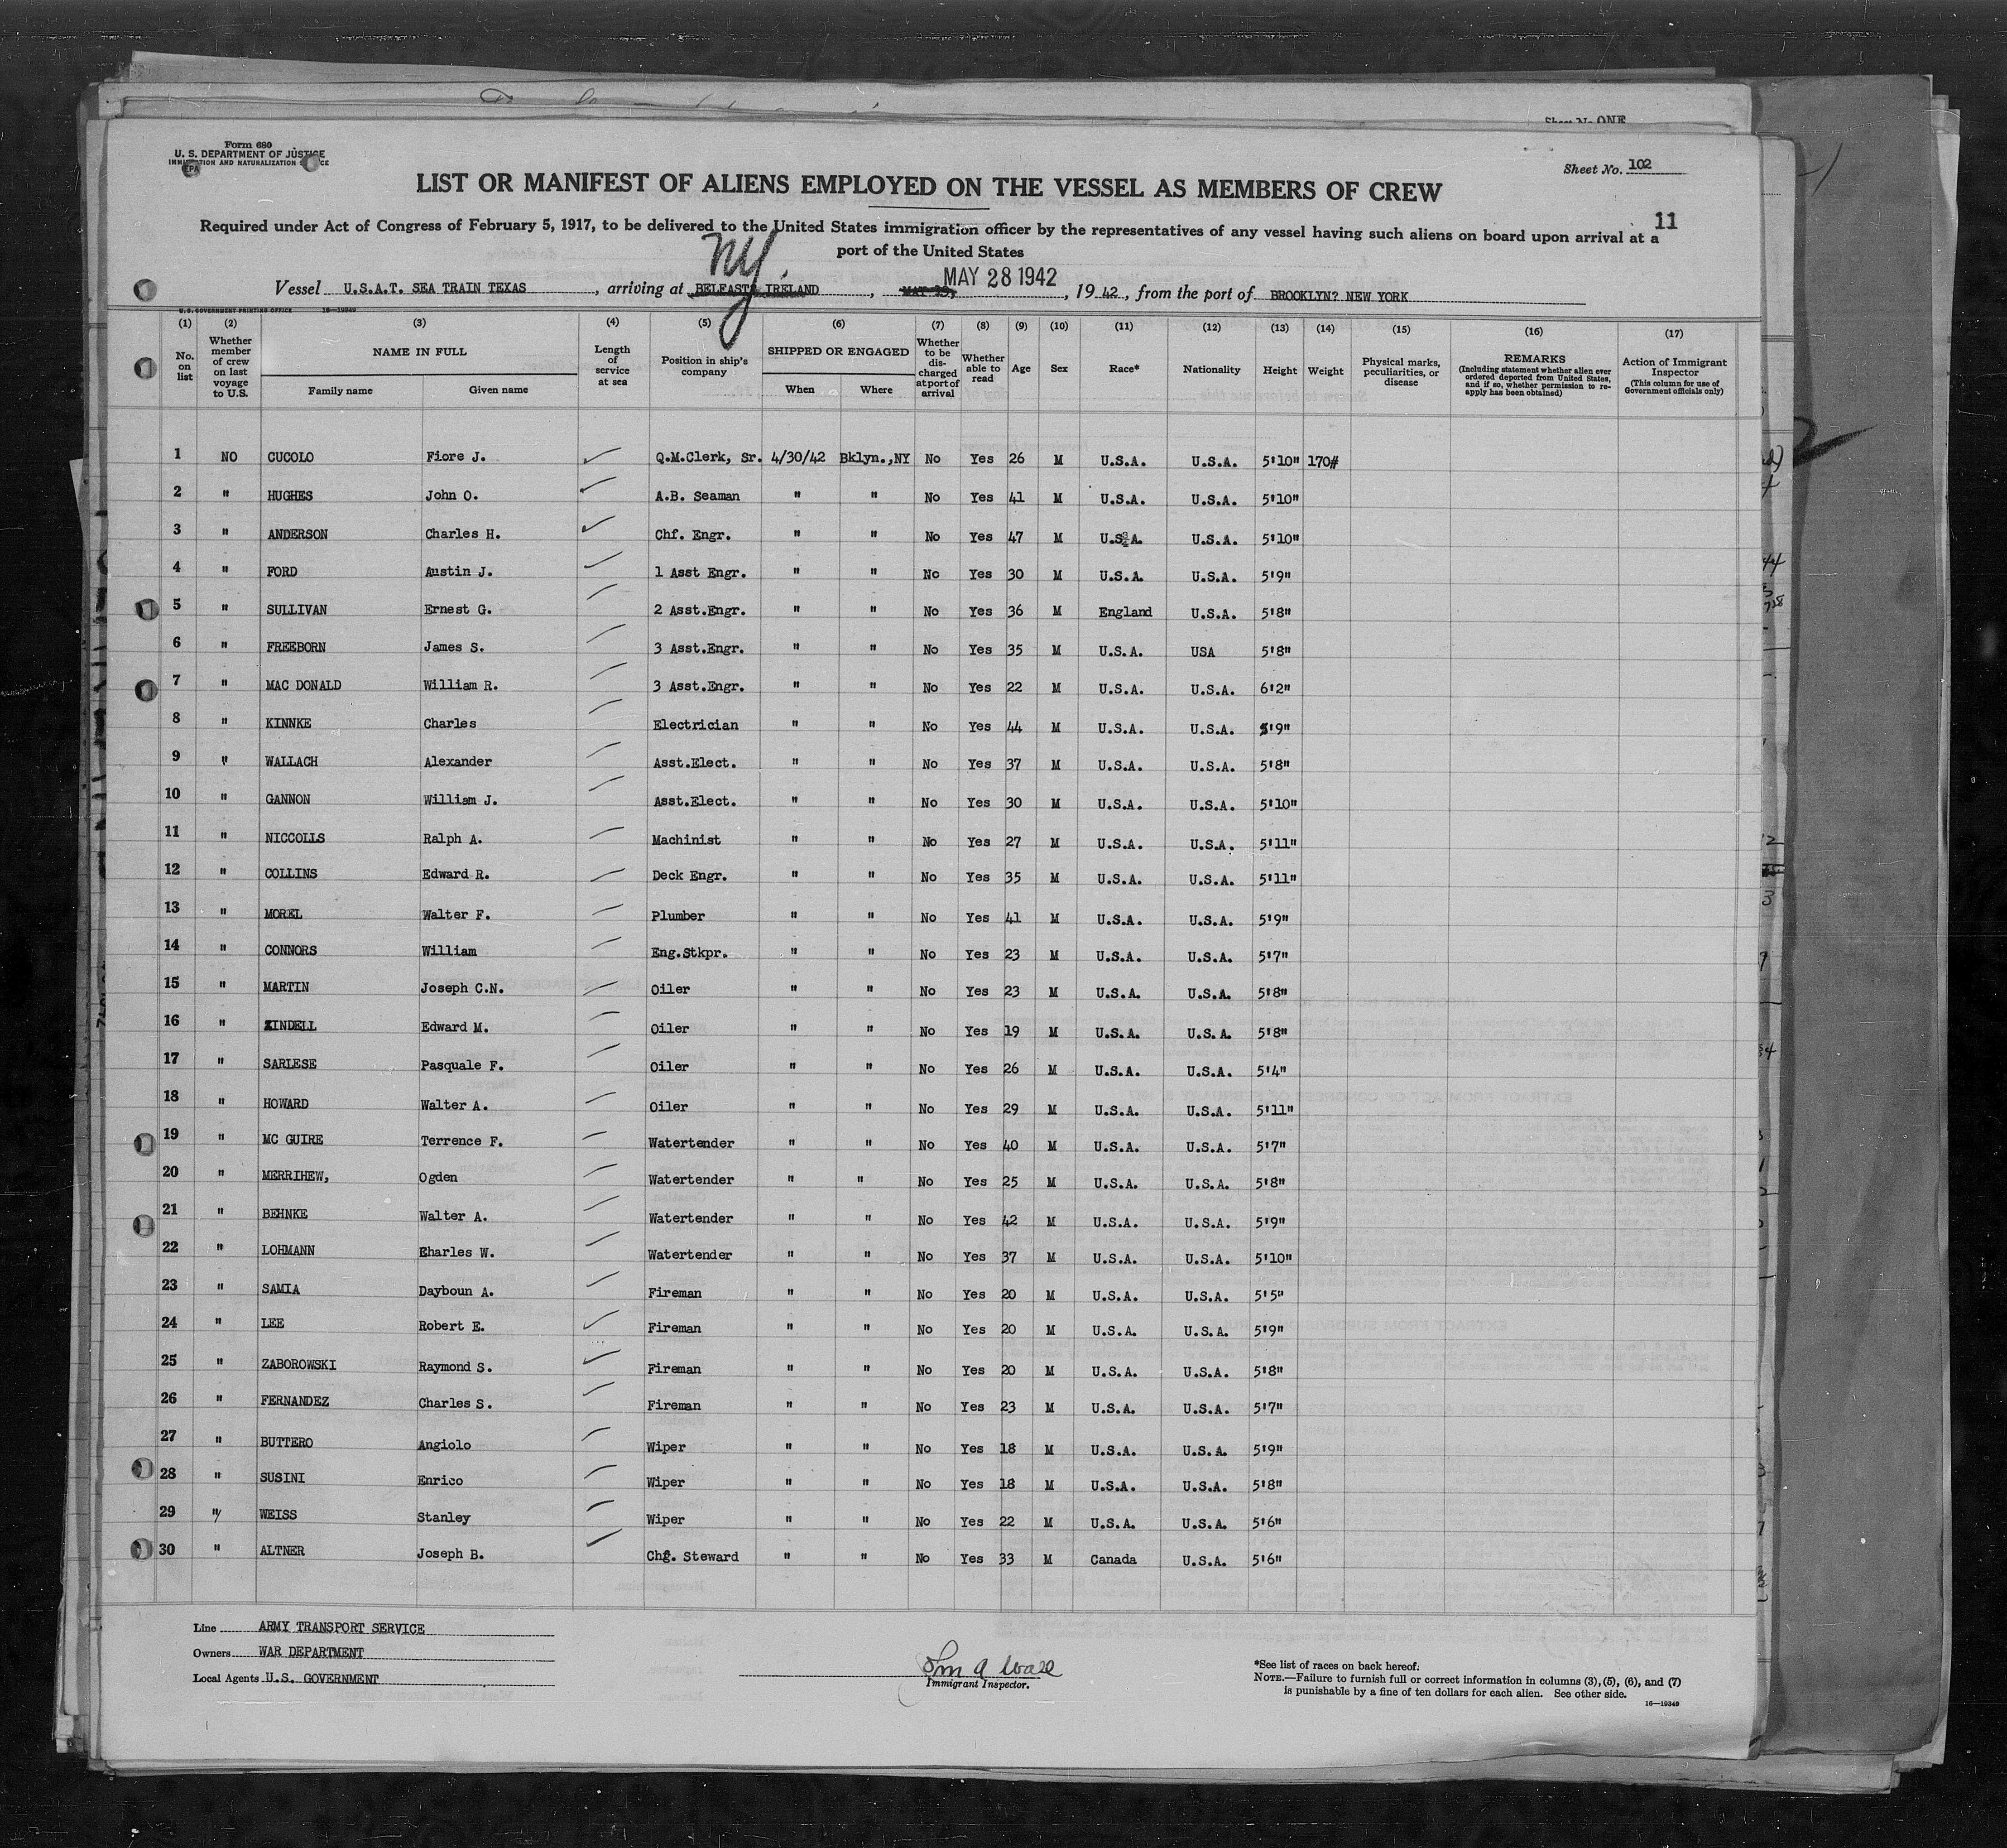 Sheet No. ONE
Form 680
U. S. DEPARTMENT OF JUSTICE
IMMIGRATION AND NATURALIZATION SERVICE
EPA
Sheet No. 102
LIST OR MANIFEST OF ALIENS EMPLOYED ON THE VESSEL AS MEMBERS OF CREW
11
Required under Act of Congress of February 5, 1917, to be delivered to the United States immigration officer by the representatives of any vessel having such aliens on board upon arrival at a
port of the United States
NY.
MAY 28 1942
Vessel U.S.A.T. SEA TRAIN TEXAS, arriving at BELFAST, IRELAND, MAY 1942, from the port of BROOKLYN? NEW YORK
U. S. GOVERNMENT PRINTING OFFICE 16—19349
(1) No. on list (2) Whether member of crew on last voyage to U.S. (3) NAME IN FULL Family name Given name (4) Length of service at sea (5) Position in ship's company (6) SHIPPED OR ENGAGED When Where (7) Whether to be discharged at port of arrival (8) Whether able to read (9) Age (10) Sex (11) Race* (12) Nationality (13) Height (14) Weight (15) Physical marks, peculiarities, or disease (16) REMARKS (Including statement whether alien ever ordered deported from United States, and if so, whether permission to reapply has been obtained) (17) Action of Immigrant Inspector (This column for use of Government officials only)
1 NO CUCOLO Fiore J. Q.M.Clerk, Sr. 4/30/42 Bklyn.,NY No Yes 26 M U.S.A. U.S.A. 5'10" 170#
2 " HUGHES John O. A.B. Seaman " " No Yes 41 M U.S.A. U.S.A. 5'10"
3 " ANDERSON Charles H. Chf. Engr. " " No Yes 47 M U.S.A. U.S.A. 5'10"
4 " FORD Austin J. 1 Asst Engr. " " No Yes 30 M U.S.A. U.S.A. 5'9"
5 " SULLIVAN Ernest G. 2 Asst.Engr. " " No Yes 36 M England U.S.A. 5'8"
6 " FREEBORN James S. 3 Asst.Engr. " " No Yes 35 M U.S.A. USA 5'8"
7 " MAC DONALD William R. 3 Asst.Engr. " " No Yes 22 M U.S.A. U.S.A. 6'2"
8 " KINNKE Charles Electrician " " No Yes 44 M U.S.A. U.S.A. 5'9"
9 " WALLACH Alexander Asst.Elect. " " No Yes 37 M U.S.A. U.S.A. 5'8"
10 " GANNON William J. Asst.Elect. " " No Yes 30 M U.S.A. U.S.A. 5'10"
11 " NICCOLLS Ralph A. Machinist " " No Yes 27 M U.S.A. U.S.A. 5'11"
12 " COLLINS Edward R. Deck Engr. " " No Yes 35 M U.S.A. U.S.A. 5'11"
13 " MOREL Walter F. Plumber " " No Yes 41 M U.S.A. U.S.A. 5'9"
14 " CONNORS William Eng.Stkpr. " " No Yes 23 M U.S.A. U.S.A. 5'7"
15 " MARTIN Joseph C.N. Oiler " " No Yes 23 M U.S.A. U.S.A. 5'8"
16 " ZINDELL Edward M. Oiler " " No Yes 19 M U.S.A. U.S.A. 5'8"
17 " SARLESE Pasquale F. Oiler " " No Yes 26 M U.S.A. U.S.A. 5'4"
18 " HOWARD Walter A. Oiler " " No Yes 29 M U.S.A. U.S.A. 5'11"
19 " MC GUIRE Terrence F. Watertender " " No Yes 40 M U.S.A. U.S.A. 5'7"
20 " MERRIHEW, Ogden Watertender " " No Yes 25 M U.S.A. U.S.A. 5'8"
21 " BEHNKE Walter A. Watertender " " No Yes 42 M U.S.A. U.S.A. 5'9"
22 " LOHMANN Eharles W. Watertender " " No Yes 37 M U.S.A. U.S.A. 5'10"
23 " SAMIA Dayboun A. Fireman " " No Yes 20 M U.S.A. U.S.A. 5'5"
24 " LEE Robert E. Fireman " " No Yes 20 M U.S.A. U.S.A. 5'9"
25 " ZABOROWSKI Raymond S. Fireman " " No Yes 20 M U.S.A. U.S.A. 5'8"
26 " FERNANDEZ Charles S. Fireman " " No Yes 23 M U.S.A. U.S.A. 5'7"
27 " BUTTERO Angiolo Wiper " " No Yes 18 M U.S.A. U.S.A. 5'9"
28 " SUSINI Enrico Wiper " " No Yes 18 M U.S.A. U.S.A. 5'8"
29 " WEISS Stanley Wiper " " No Yes 22 M U.S.A. U.S.A. 5'6"
30 " ALTNER Joseph B. Chf. Steward " " No Yes 33 M Canada U.S.A. 5'6"
Line ARMY TRANSPORT SERVICE
Owners WAR DEPARTMENT
Local Agents U.S. GOVERNMENT
Immigrant Inspector.
*See list of races on back hereof.
NOTE.—Failure to furnish full or correct information in columns (3), (5), (6), and (7)
is punishable by a fine of ten dollars for each alien. See other side.
16—19349